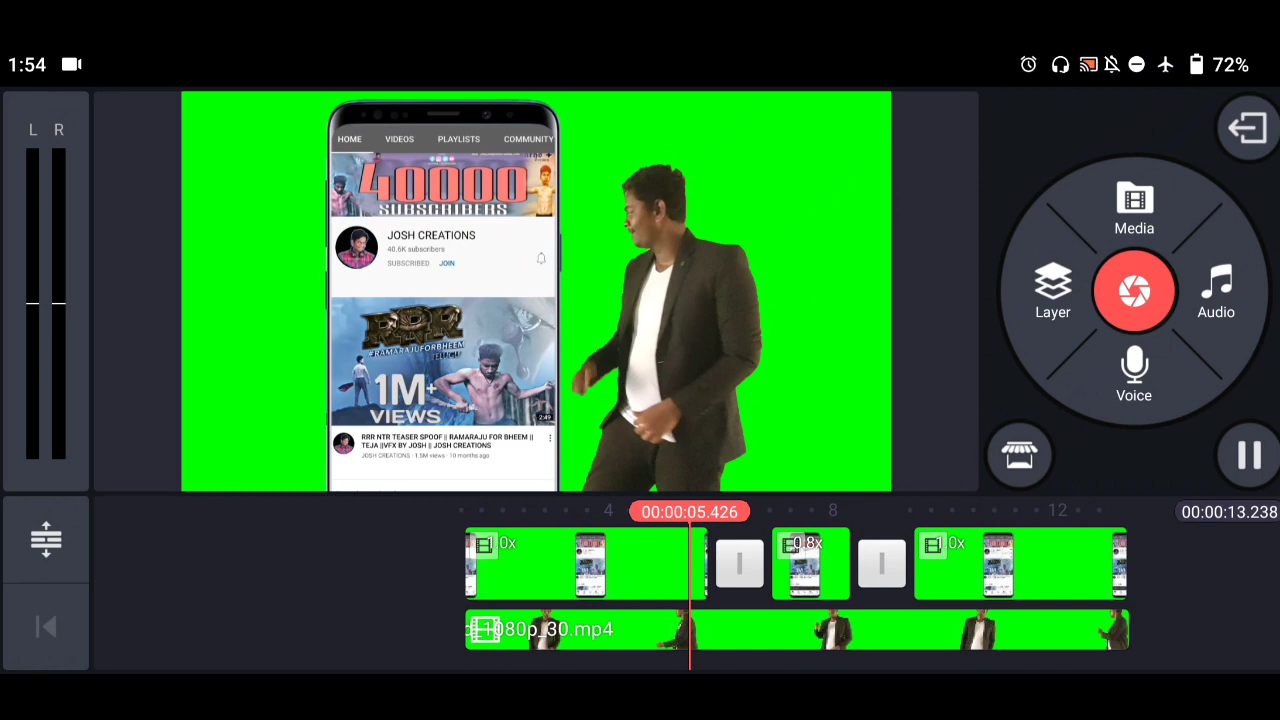 1:54
72%
L R
HOME VIDEOS PLAYLISTS COMMUNITY
40000
SUBSCRIBERS
JOSH CREATIONS
40.6K subscribers
SUBSCRIBED JOIN
RRR
#RAMARAJUFORBHEEM
TELUGU
1M+
VIEWS
2:49
RRR NTR TEASER SPOOF || RAMARAJU FOR BHEEM ||
TEJA ||VFX BY JOSH || JOSH CREATIONS
JOSH CREATIONS · 1.5M views · 10 months ago
Media
Layer
Audio
Voice
4 00:00:05.426 8 12 00:00:13.238
1.0x 0.8x 1.0x
1080p_30.mp4